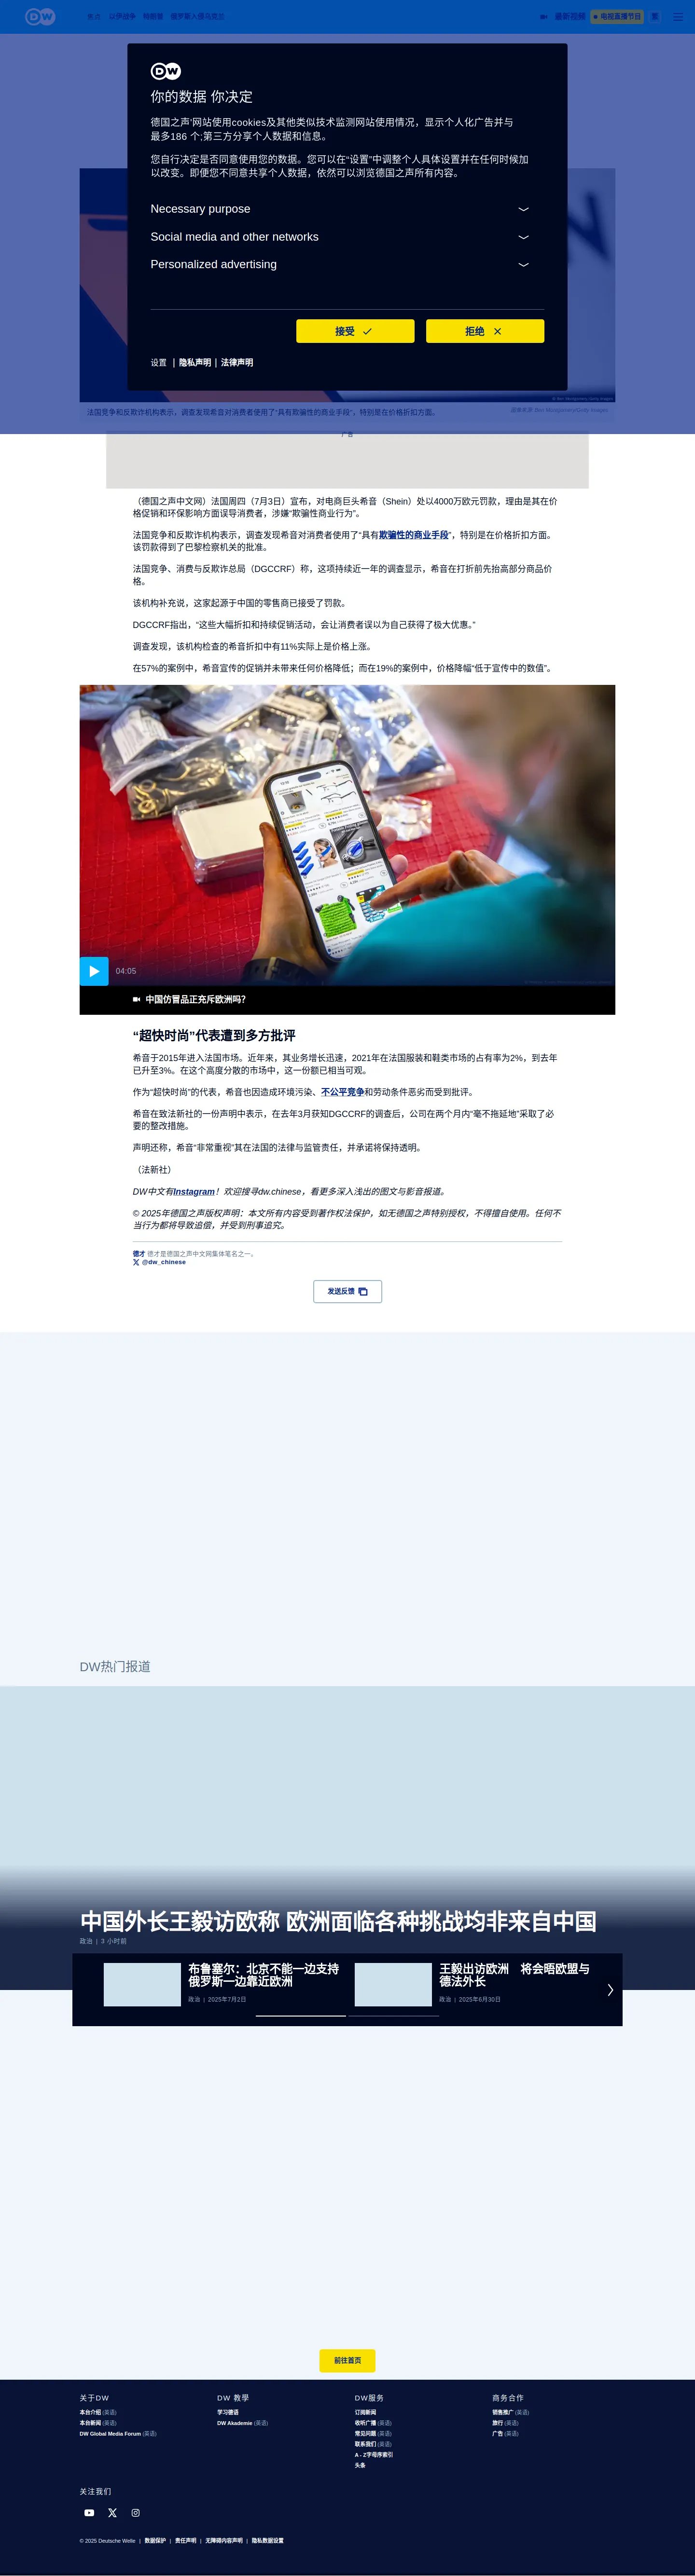 DW
焦点
以伊战争
特朗普
俄罗斯入侵乌克兰
最新视频
电视直播节目
繁
DW
你的数据 你决定
德国之声'网站使用cookies及其他类似技术监测网站使用情况，显示个人化广告并与
最多186 个;第三方分享个人数据和信息。
您自行决定是否同意使用您的数据。您可以在“设置”中调整个人具体设置并在任何时候加
以改变。即便您不同意共享个人数据，依然可以浏览德国之声所有内容。
Necessary purpose
Social media and other networks
Personalized advertising
接受
拒绝
设置 | 隐私声明 | 法律声明
法国竞争和反欺诈机构表示，调查发现希音对消费者使用了“具有欺骗性的商业手段”，特别是在价格折扣方面。
图像来源: Ben Montgomery/Getty Images
广告
（德国之声中文网）法国周四（7月3日）宣布，对电商巨头希音（Shein）处以4000万欧元罚款，理由是其在价
格促销和环保影响方面误导消费者，涉嫌“欺骗性商业行为”。
法国竞争和反欺诈机构表示，调查发现希音对消费者使用了“具有欺骗性的商业手段”，特别是在价格折扣方面。
该罚款得到了巴黎检察机关的批准。
法国竞争、消费与反欺诈总局（DGCCRF）称，这项持续近一年的调查显示，希音在打折前先抬高部分商品价
格。
该机构补充说，这家起源于中国的零售商已接受了罚款。
DGCCRF指出，“这些大幅折扣和持续促销活动，会让消费者误以为自己获得了极大优惠。”
调查发现，该机构检查的希音折扣中有11%实际上是价格上涨。
在57%的案例中，希音宣传的促销并未带来任何价格降低；而在19%的案例中，价格降幅“低于宣传中的数值”。
04:05
中国仿冒品正充斥欧洲吗？
“超快时尚”代表遭到多方批评
希音于2015年进入法国市场。近年来，其业务增长迅速，2021年在法国服装和鞋类市场的占有率为2%，到去年
已升至3%。在这个高度分散的市场中，这一份额已相当可观。
作为“超快时尚”的代表，希音也因造成环境污染、不公平竞争和劳动条件恶劣而受到批评。
希音在致法新社的一份声明中表示，在去年3月获知DGCCRF的调查后，公司在两个月内“毫不拖延地”采取了必
要的整改措施。
声明还称，希音“非常重视”其在法国的法律与监管责任，并承诺将保持透明。
（法新社）
DW中文有Instagram！欢迎搜寻dw.chinese，看更多深入浅出的图文与影音报道。
© 2025年德国之声版权声明：本文所有内容受到著作权法保护，如无德国之声特别授权，不得擅自使用。任何不
当行为都将导致追偿，并受到刑事追究。
德才 德才是德国之声中文网集体笔名之一。
@dw_chinese
发送反馈
DW热门报道
中国外长王毅访欧称 欧洲面临各种挑战均非来自中国
政治 | 3 小时前
布鲁塞尔：北京不能一边支持
俄罗斯一边靠近欧洲
政治 | 2025年7月2日
王毅出访欧洲　将会晤欧盟与
德法外长
政治 | 2025年6月30日
前往首页
关于DW
本台介绍 (英语)
本台新闻 (英语)
DW Global Media Forum (英语)
DW 教學
学习德语
DW Akademie (英语)
DW服务
订阅新闻
收听广播 (英语)
常见问题 (英语)
联系我们 (英语)
A - Z字母序索引
头条
商务合作
销售推广 (英语)
旅行 (英语)
广告 (英语)
关注我们
© 2025 Deutsche Welle | 数据保护 | 责任声明 | 无障碍内容声明 | 隐私数据设置